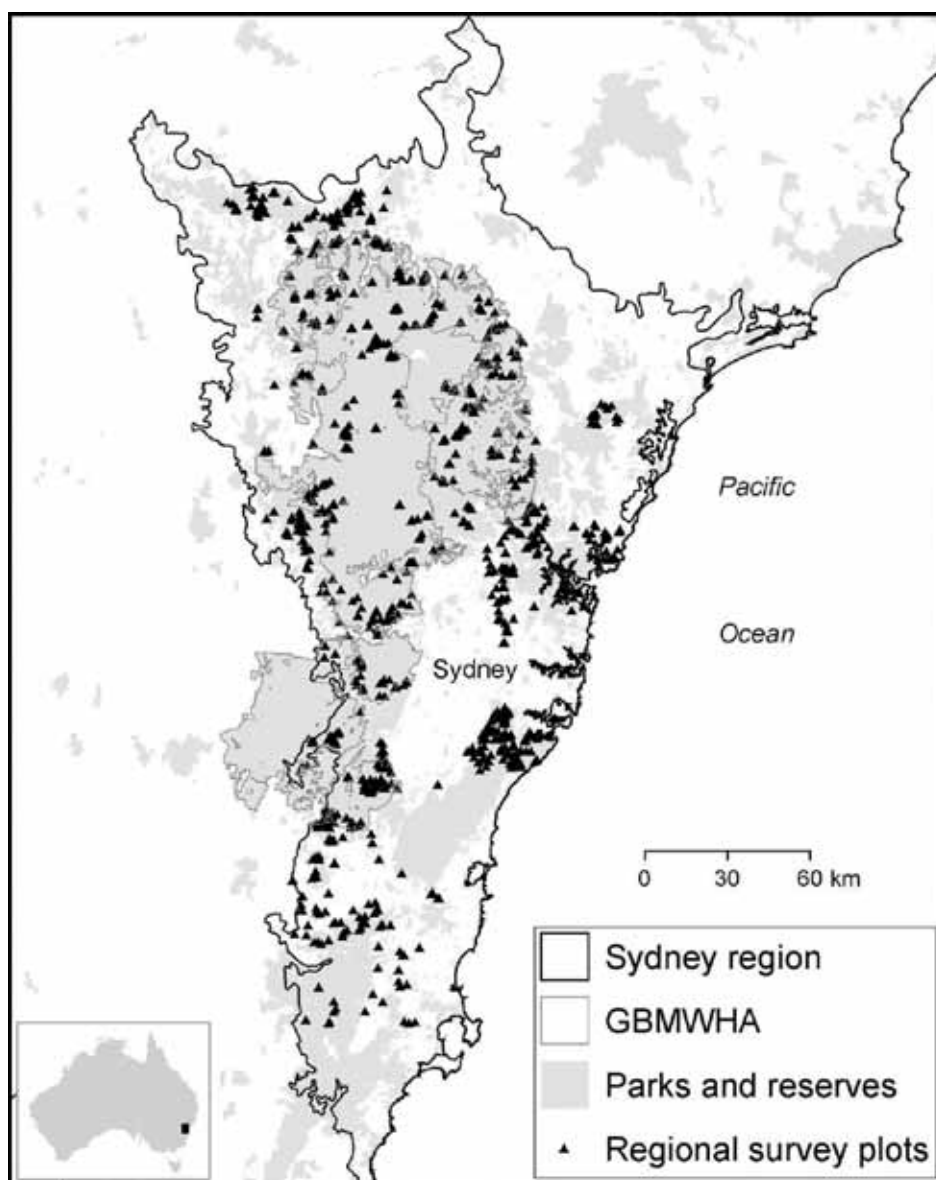 Pacific
Ocean
Sydney
0 30 60 km
Sydney region
GBMWHA
Parks and reserves
Regional survey plots